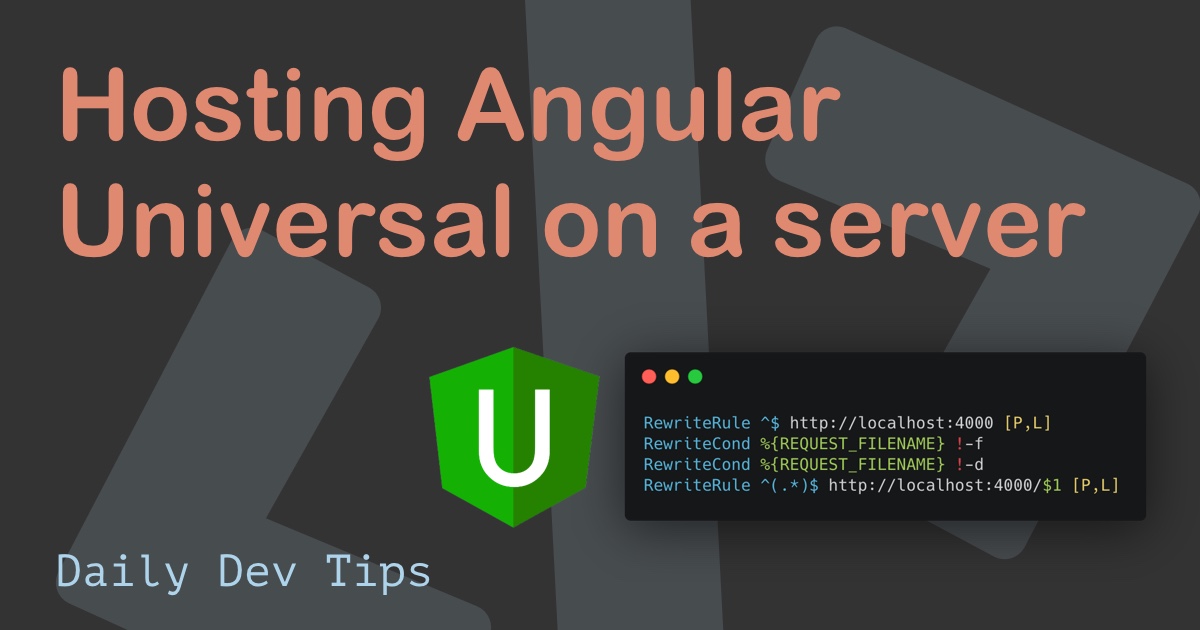 Hosting Angular
Universal on a server
U
RewriteRule ^$ http://localhost:4000 [P,L]
RewriteCond %{REQUEST_FILENAME} !-f
RewriteCond %{REQUEST_FILENAME} !-d
RewriteRule ^(.*)$ http://localhost:4000/$1 [P,L]
Daily Dev Tips